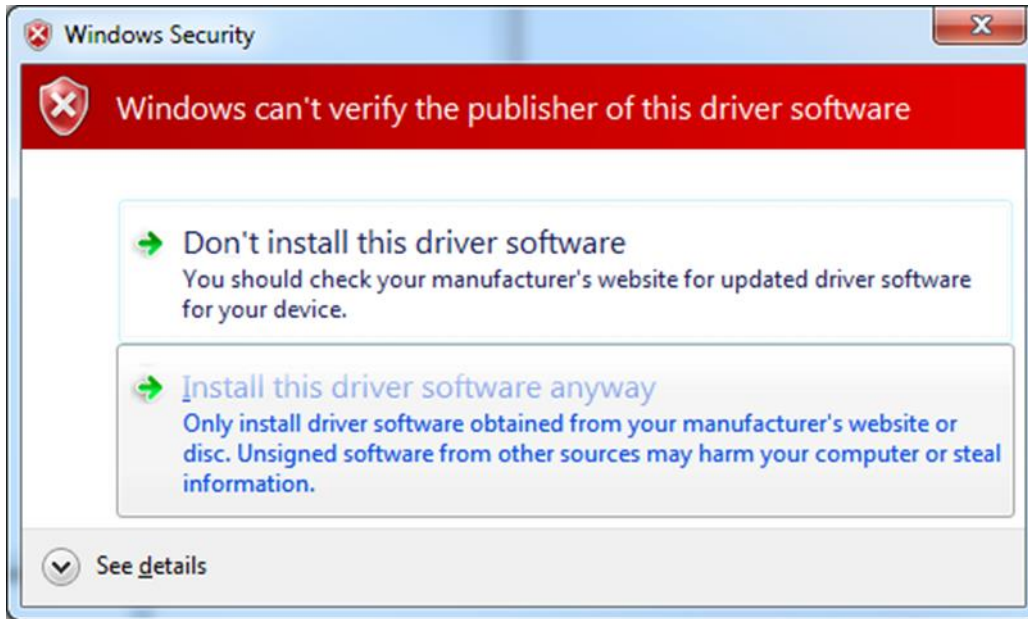 Windows Security
Windows can't verify the publisher of this driver software
Don't install this driver software
You should check your manufacturer's website for updated driver software
for your device.
Install this driver software anyway
Only install driver software obtained from your manufacturer's website or
disc. Unsigned software from other sources may harm your computer or steal
information.
See details